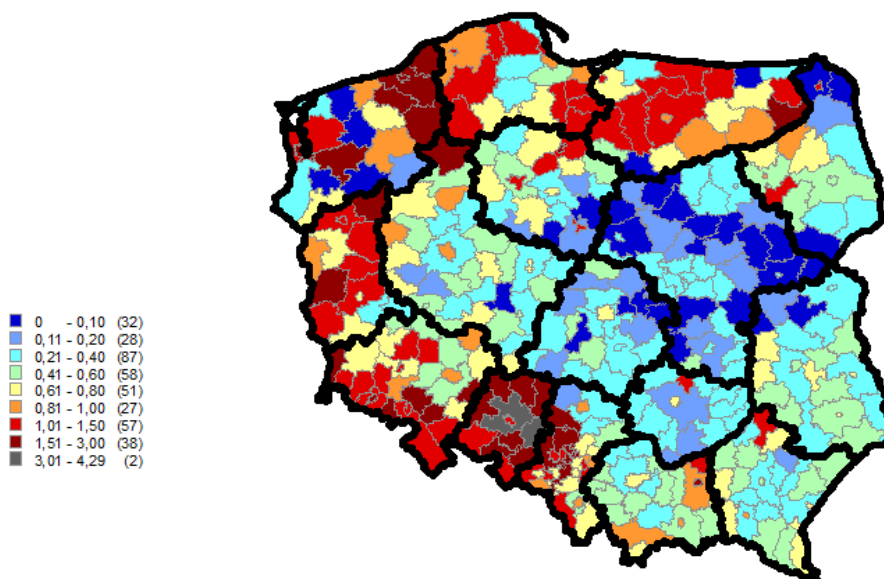 0 - 0,10 (32)
0,11 - 0,20 (28)
0,21 - 0,40 (87)
0,41 - 0,60 (58)
0,61 - 0,80 (51)
0,81 - 1,00 (27)
1,01 - 1,50 (57)
1,51 - 3,00 (38)
3,01 - 4,29 (2)